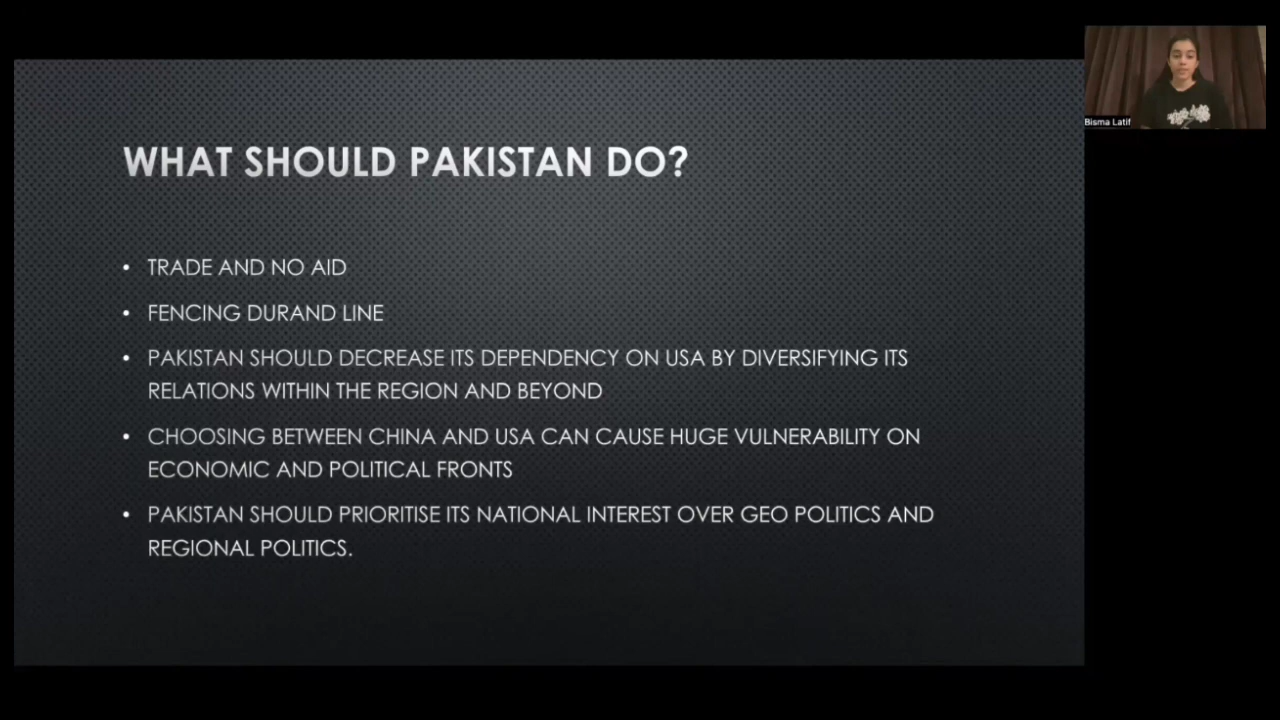 WHAT SHOULD PAKISTAN DO?
• TRADE AND NO AID
• FENCING DURAND LINE
• PAKISTAN SHOULD DECREASE ITS DEPENDENCY ON USA BY DIVERSIFYING ITS
RELATIONS WITHIN THE REGION AND BEYOND
• CHOOSING BETWEEN CHINA AND USA CAN CAUSE HUGE VULNERABILITY ON
ECONOMIC AND POLITICAL FRONTS
• PAKISTAN SHOULD PRIORITISE ITS NATIONAL INTEREST OVER GEO POLITICS AND
REGIONAL POLITICS.
Bisma Latif